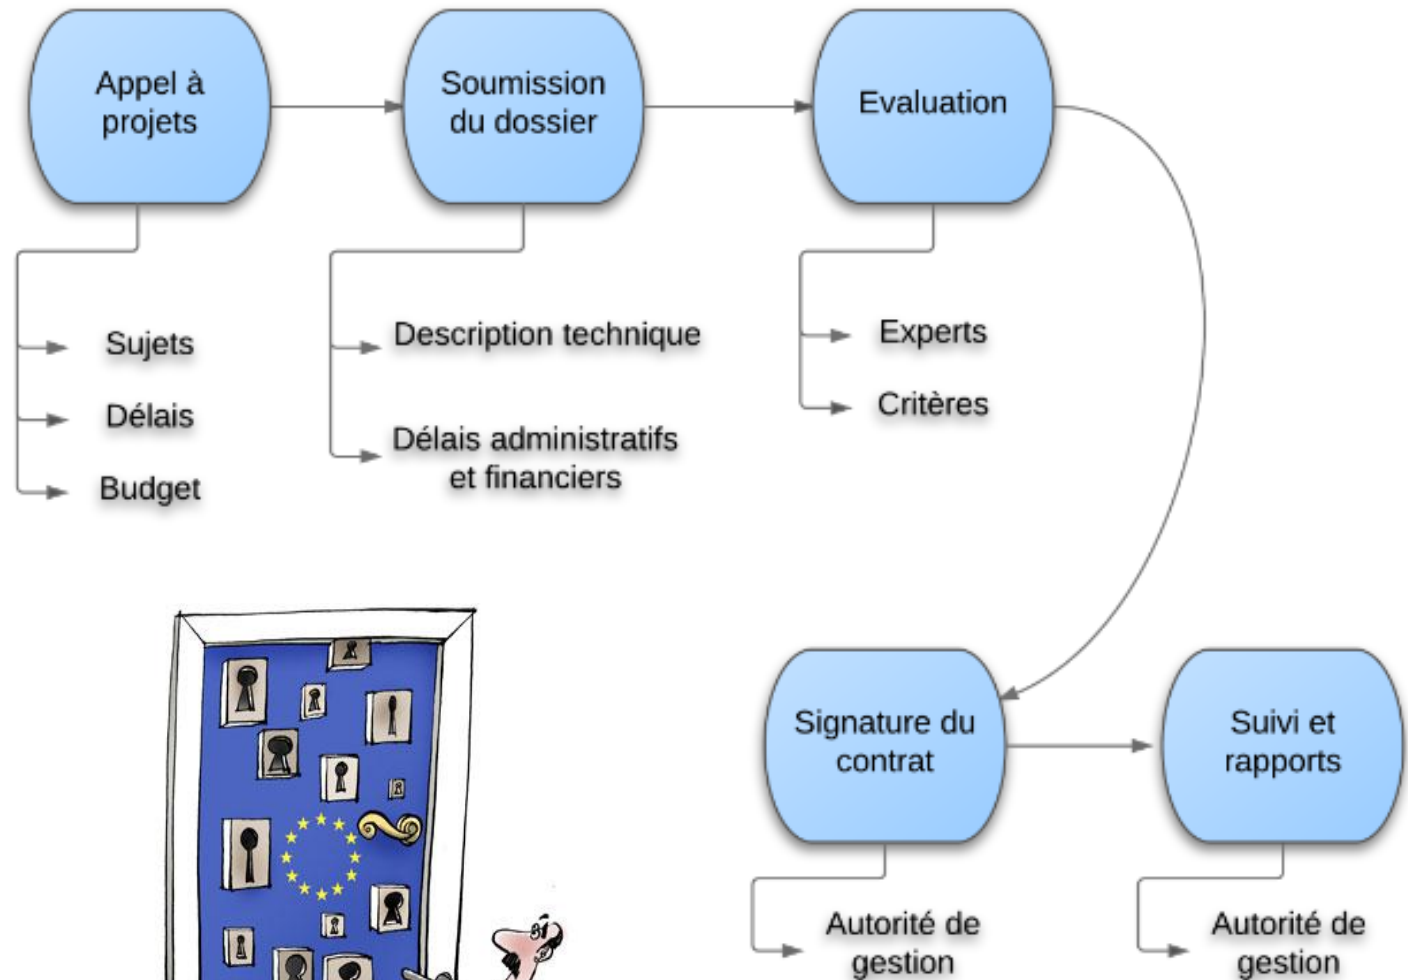 Appel à
projets
Soumission
du dossier
Evaluation
Sujets
Délais
Budget
Description technique
Délais administratifs
et financiers
Experts
Critères
Signature du
contrat
Suivi et
rapports
Autorité de
gestion
Autorité de
gestion